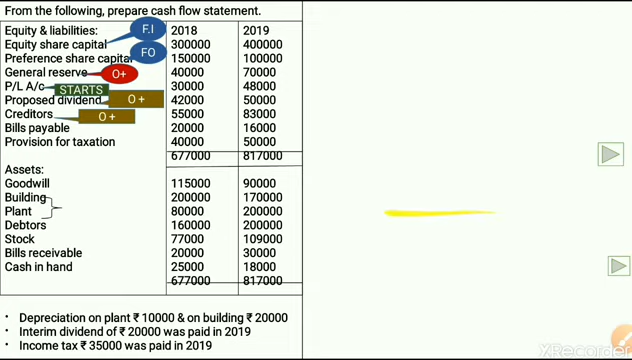 From the following, prepare cash flow statement.
Equity & liabilities: F.I 2018 2019
Equity share capital 300000 400000
Preference share capital FO 150000 100000
General reserve O+ 40000 70000
P/L A/c STARTS 30000 48000
Proposed dividend O + 42000 50000
Creditors O + 55000 83000
Bills payable 20000 16000
Provision for taxation 40000 50000
677000 817000
Assets:
Goodwill 115000 90000
Building 200000 170000
Plant 80000 200000
Debtors 160000 200000
Stock 77000 109000
Bills receivable 20000 30000
Cash in hand 25000 18000
677000 817000
• Depreciation on plant ₹ 10000 & on building ₹ 20000
• Interim dividend of ₹ 20000 was paid in 2019
• Income tax ₹ 35000 was paid in 2019
XRecorder